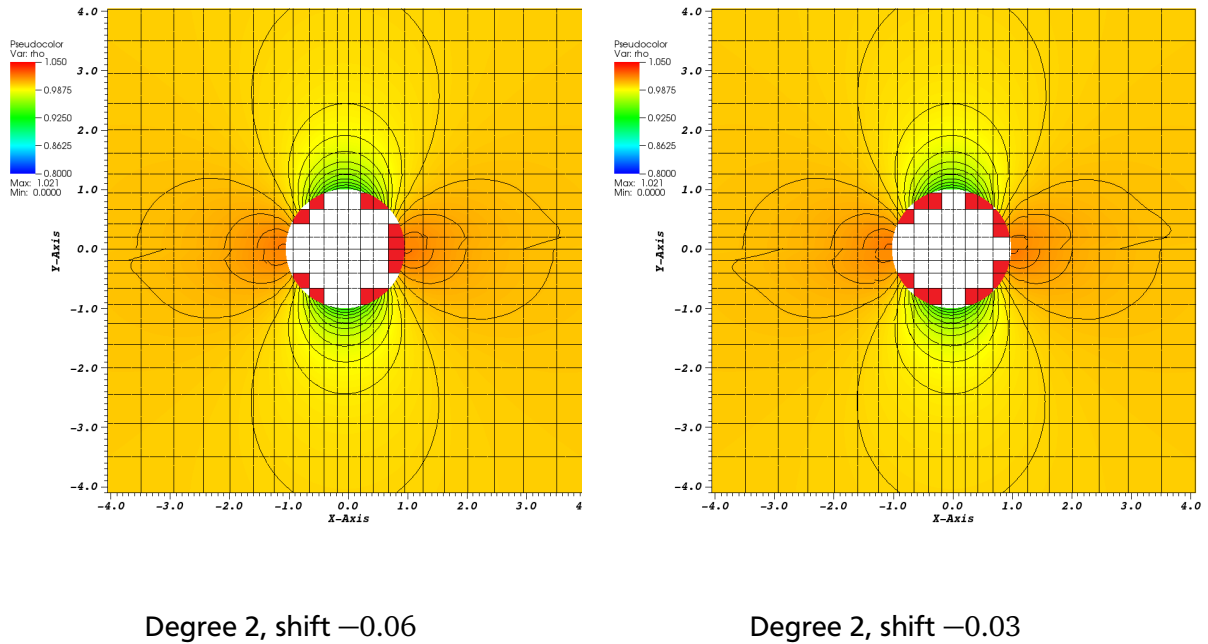 Pseudocolor
Var: rho
1.050
0.9875
0.9250
0.8625
0.8000
Max: 1.021
Min: 0.0000
4.0
3.0
2.0
1.0
0.0
-1.0
-2.0
-3.0
-4.0
Y-Axis
-4.0 -3.0 -2.0 -1.0 0.0 1.0 2.0 3.0 4
X-Axis
Pseudocolor
Var: rho
1.050
0.9875
0.9250
0.8625
0.8000
Max: 1.021
Min: 0.0000
4.0
3.0
2.0
1.0
0.0
-1.0
-2.0
-3.0
-4.0
Y-Axis
-4.0 -3.0 -2.0 -1.0 0.0 1.0 2.0 3.0 4.0
X-Axis
Degree 2, shift −0.06
Degree 2, shift −0.03